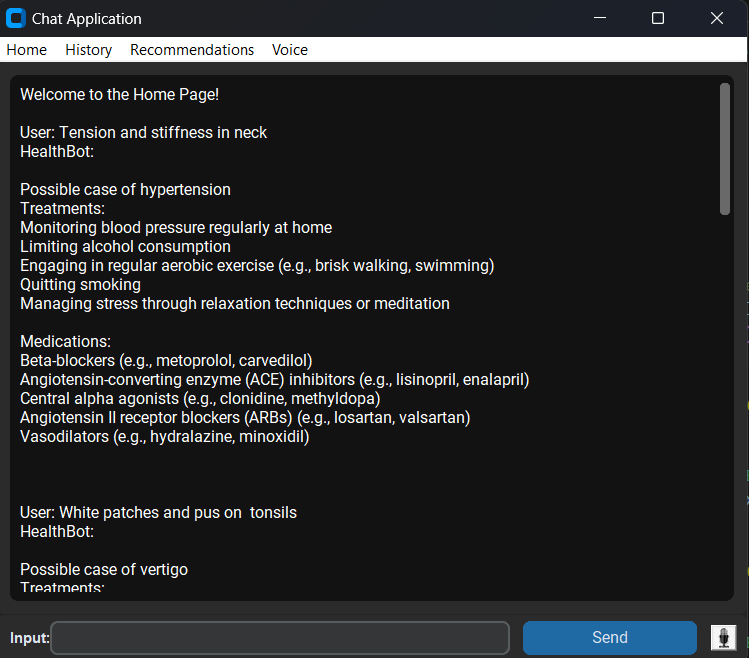 Chat Application
Home History Recommendations Voice
Welcome to the Home Page!
User: Tension and stiffness in neck
HealthBot:
Possible case of hypertension
Treatments:
Monitoring blood pressure regularly at home
Limiting alcohol consumption
Engaging in regular aerobic exercise (e.g., brisk walking, swimming)
Quitting smoking
Managing stress through relaxation techniques or meditation
Medications:
Beta-blockers (e.g., metoprolol, carvedilol)
Angiotensin-converting enzyme (ACE) inhibitors (e.g., lisinopril, enalapril)
Central alpha agonists (e.g., clonidine, methyldopa)
Angiotensin II receptor blockers (ARBs) (e.g., losartan, valsartan)
Vasodilators (e.g., hydralazine, minoxidil)
User: White patches and pus on  tonsils
HealthBot:
Possible case of vertigo
Treatments:
Input:
Send